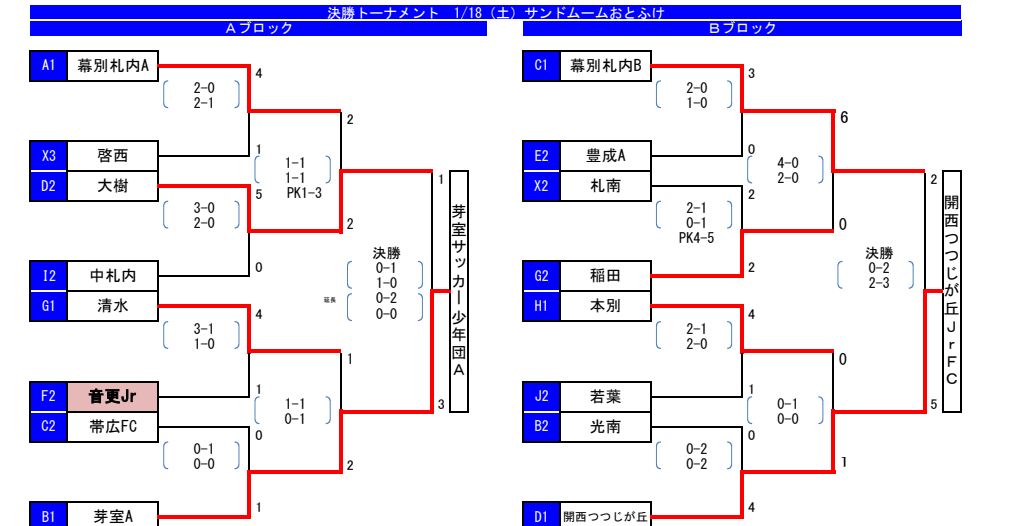 決勝トーナメント 1/18（土）サンドムームおとふけ
Aブロック
A1 幕別札内A
4
2-0
2-1
2
X3 啓西
1
D2 大樹
5
1-1
1-1
PK1-3
3-0
2-0
2
I2 中札内
0
G1 清水
4
3-1
1-0
1
F2 音更Jr
1
C2 帯広FC
0
1-1
0-1
0-1
0-0
2
B1 芽室A
1
1
決勝
0-1
1-0
延長
0-2
0-0
3
芽室サッカー少年団A
Bブロック
C1 幕別札内B
3
2-0
1-0
6
E2 豊成A
0
X2 札南
2
4-0
2-0
2-1
0-1
PK4-5
0
G2 稲田
2
H1 本別
4
2-1
2-0
0
J2 若葉
1
B2 光南
0
0-1
0-0
0-2
0-2
1
D1 開西つつじが丘
4
2
決勝
0-2
2-3
5
開西つつじが丘JrFC